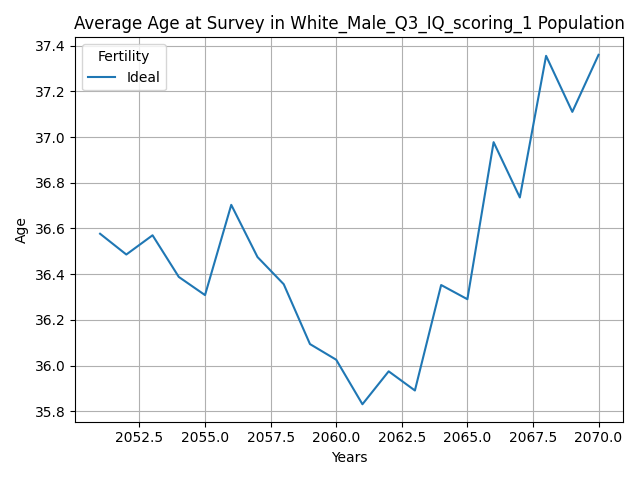 Average Age at Survey in White_Male_Q3_IQ_scoring_1 Population
37.4
37.2
37.0
36.8
36.6
36.4
36.2
36.0
35.8
Age
Fertility
Ideal
2052.5 2055.0 2057.5 2060.0 2062.5 2065.0 2067.5 2070.0
Years